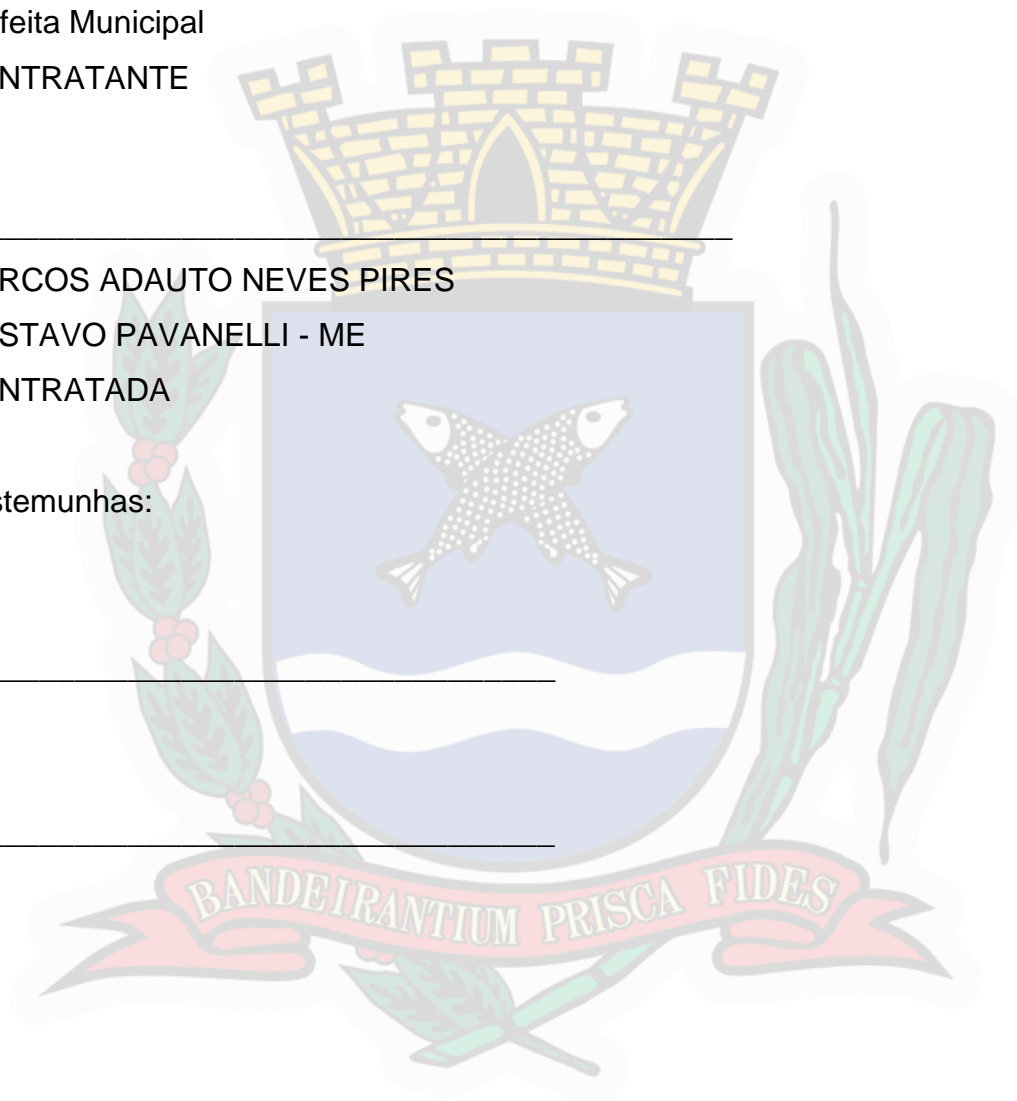 feita Municipal
NTRATANTE
RCOS ADAUTO NEVES PIRES
STAVO PAVANELLI - ME
NTRATADA
stemunhas:
BANDEIRANTIUM PRISCA FIDES